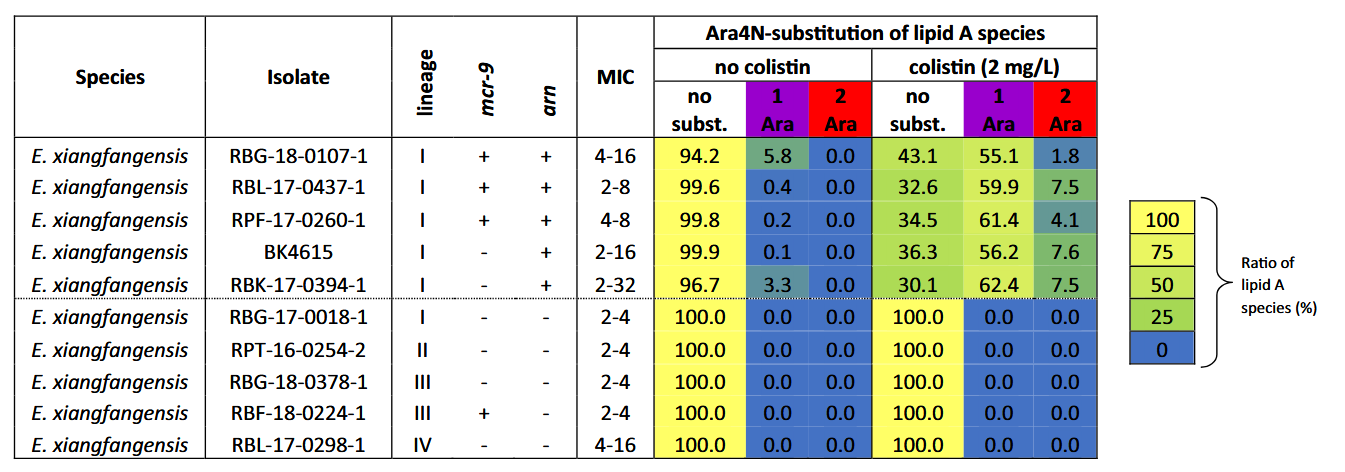 Ara4N-substitution of lipid A species
Species Isolate lineage mcr-9 arn MIC no colistin colistin (2 mg/L)
no subst. 1 Ara 2 Ara no subst. 1 Ara 2 Ara
E. xiangfangensis RBG-18-0107-1 I + + 4-16 94.2 5.8 0.0 43.1 55.1 1.8
E. xiangfangensis RBL-17-0437-1 I + + 2-8 99.6 0.4 0.0 32.6 59.9 7.5
E. xiangfangensis RPF-17-0260-1 I + + 4-8 99.8 0.2 0.0 34.5 61.4 4.1
E. xiangfangensis BK4615 I - + 2-16 99.9 0.1 0.0 36.3 56.2 7.6
E. xiangfangensis RBK-17-0394-1 I - + 2-32 96.7 3.3 0.0 30.1 62.4 7.5
E. xiangfangensis RBG-17-0018-1 I - - 2-4 100.0 0.0 0.0 100.0 0.0 0.0
E. xiangfangensis RPT-16-0254-2 II - - 2-4 100.0 0.0 0.0 100.0 0.0 0.0
E. xiangfangensis RBG-18-0378-1 III - - 2-4 100.0 0.0 0.0 100.0 0.0 0.0
E. xiangfangensis RBF-18-0224-1 III + - 2-4 100.0 0.0 0.0 100.0 0.0 0.0
E. xiangfangensis RBL-17-0298-1 IV - - 4-16 100.0 0.0 0.0 100.0 0.0 0.0
100
75
50
25
0
Ratio of
lipid A
species (%)